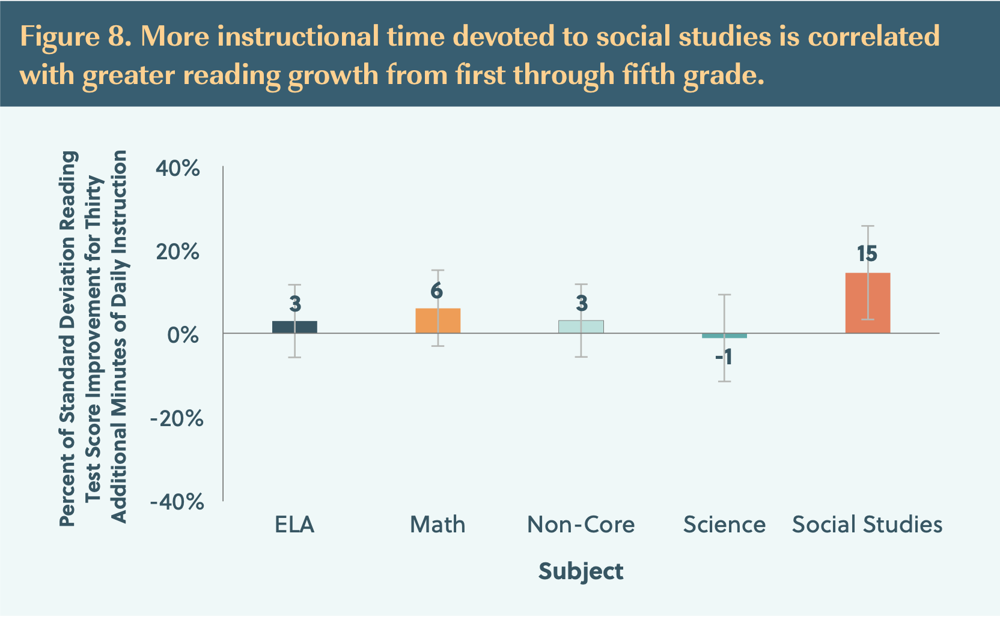 Figure 8. More instructional time devoted to social studies is correlated
with greater reading growth from first through fifth grade.
Percent of Standard Deviation Reading
Test Score Improvement for Thirty
Additional Minutes of Daily Instruction
40%
20%
0%
-20%
-40%
3
6
3
-1
15
ELA
Math
Non-Core
Science
Social Studies
Subject